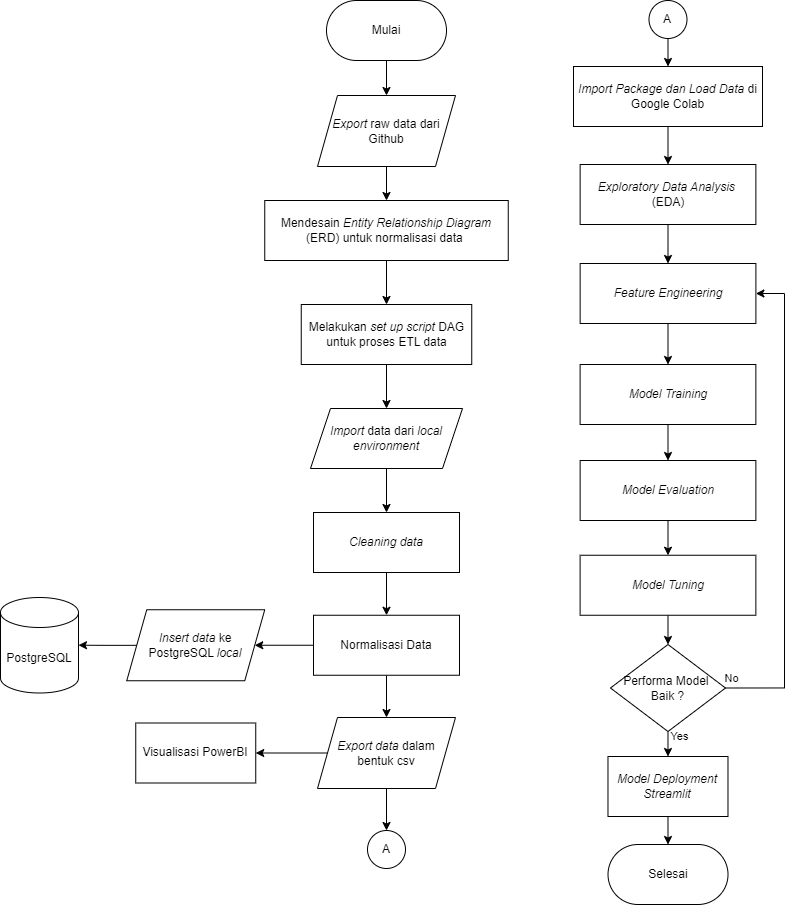 Mulai
Export raw data dari
Github
Mendesain Entity Relationship Diagram
(ERD) untuk normalisasi data
Melakukan set up script DAG
untuk proses ETL data
Import data dari local
environment
Cleaning data
Normalisasi Data
Insert data ke
PostgreSQL local
PostgreSQL
Export data dalam
bentuk csv
Visualisasi PowerBI
A
A
Import Package dan Load Data di
Google Colab
Exploratory Data Analysis
(EDA)
Feature Engineering
Model Training
Model Evaluation
Model Tuning
Performa Model
Baik ?
No
Yes
Model Deployment
Streamlit
Selesai